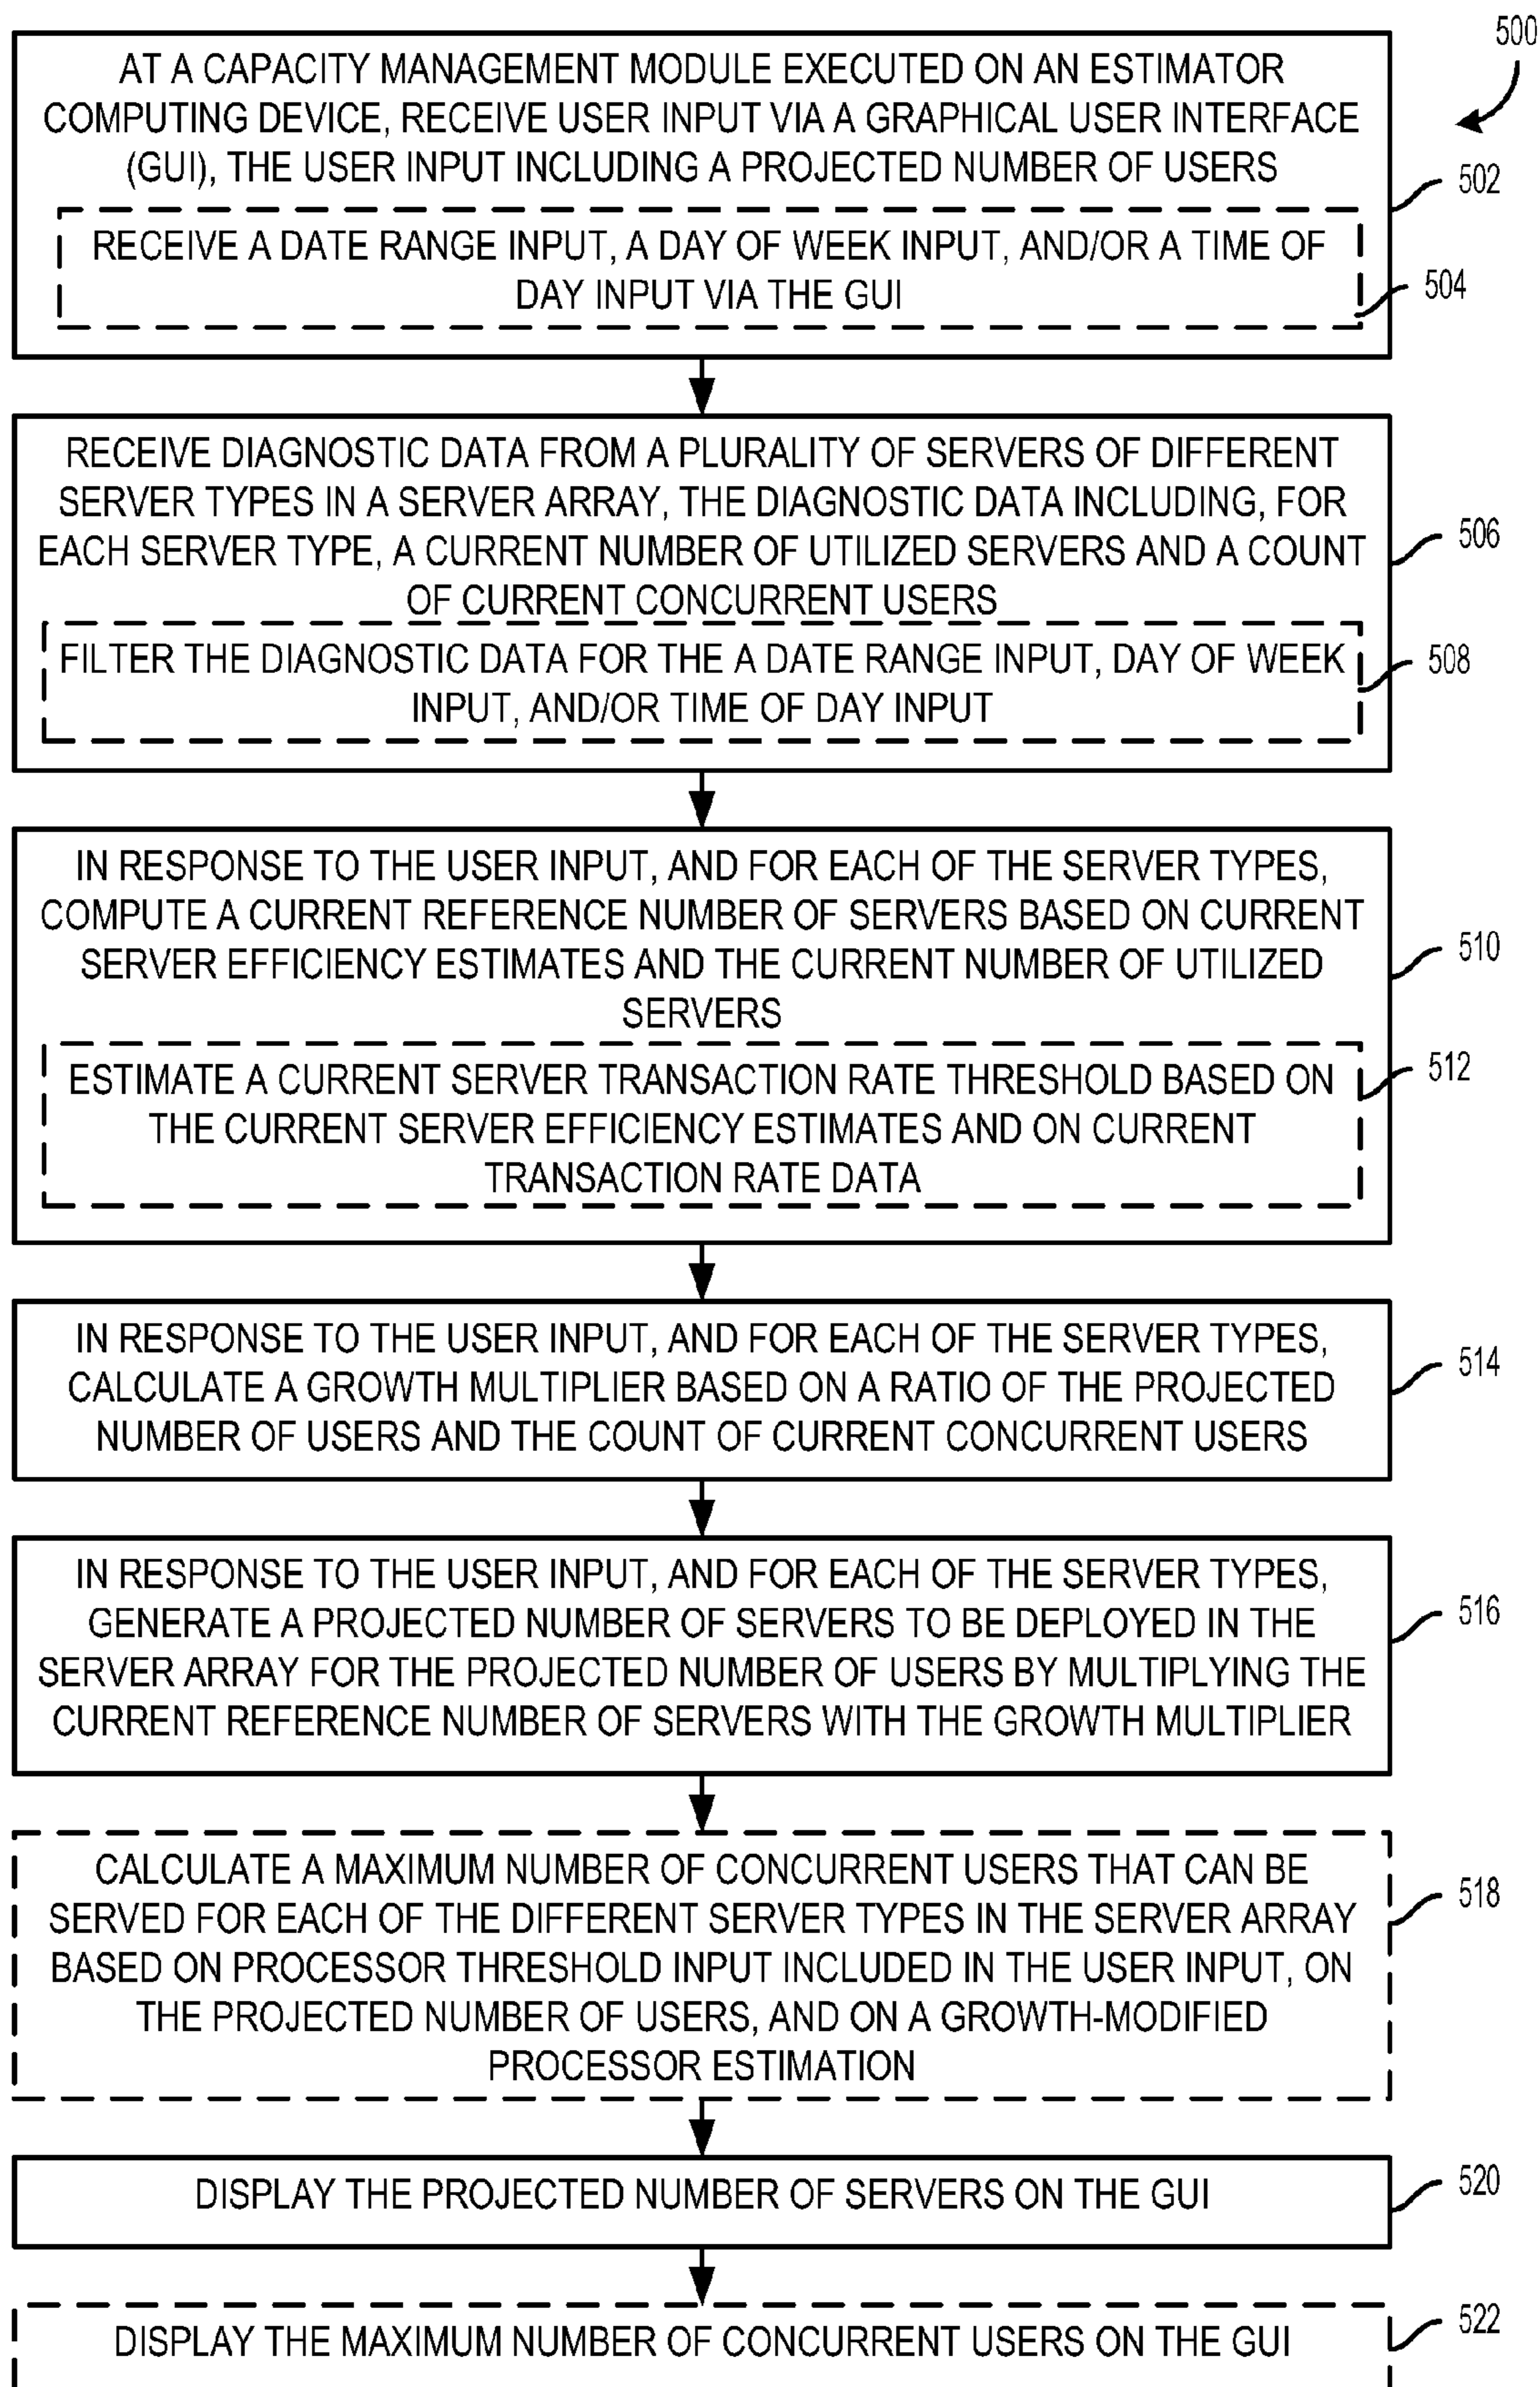 500
AT A CAPACITY MANAGEMENT MODULE EXECUTED ON AN ESTIMATOR
COMPUTING DEVICE, RECEIVE USER INPUT VIA A GRAPHICAL USER INTERFACE
(GUI), THE USER INPUT INCLUDING A PROJECTED NUMBER OF USERS
502
RECEIVE A DATE RANGE INPUT, A DAY OF WEEK INPUT, AND/OR A TIME OF
DAY INPUT VIA THE GUI
504
RECEIVE DIAGNOSTIC DATA FROM A PLURALITY OF SERVERS OF DIFFERENT
SERVER TYPES IN A SERVER ARRAY, THE DIAGNOSTIC DATA INCLUDING, FOR
EACH SERVER TYPE, A CURRENT NUMBER OF UTILIZED SERVERS AND A COUNT
OF CURRENT CONCURRENT USERS
506
FILTER THE DIAGNOSTIC DATA FOR THE A DATE RANGE INPUT, DAY OF WEEK
INPUT, AND/OR TIME OF DAY INPUT
508
IN RESPONSE TO THE USER INPUT, AND FOR EACH OF THE SERVER TYPES,
COMPUTE A CURRENT REFERENCE NUMBER OF SERVERS BASED ON CURRENT
SERVER EFFICIENCY ESTIMATES AND THE CURRENT NUMBER OF UTILIZED
SERVERS
510
ESTIMATE A CURRENT SERVER TRANSACTION RATE THRESHOLD BASED ON
THE CURRENT SERVER EFFICIENCY ESTIMATES AND ON CURRENT
TRANSACTION RATE DATA
512
IN RESPONSE TO THE USER INPUT, AND FOR EACH OF THE SERVER TYPES,
CALCULATE A GROWTH MULTIPLIER BASED ON A RATIO OF THE PROJECTED
NUMBER OF USERS AND THE COUNT OF CURRENT CONCURRENT USERS
514
IN RESPONSE TO THE USER INPUT, AND FOR EACH OF THE SERVER TYPES,
GENERATE A PROJECTED NUMBER OF SERVERS TO BE DEPLOYED IN THE
SERVER ARRAY FOR THE PROJECTED NUMBER OF USERS BY MULTIPLYING THE
CURRENT REFERENCE NUMBER OF SERVERS WITH THE GROWTH MULTIPLIER
516
CALCULATE A MAXIMUM NUMBER OF CONCURRENT USERS THAT CAN BE
SERVED FOR EACH OF THE DIFFERENT SERVER TYPES IN THE SERVER ARRAY
BASED ON PROCESSOR THRESHOLD INPUT INCLUDED IN THE USER INPUT, ON
THE PROJECTED NUMBER OF USERS, AND ON A GROWTH-MODIFIED
PROCESSOR ESTIMATION
518
DISPLAY THE PROJECTED NUMBER OF SERVERS ON THE GUI
520
DISPLAY THE MAXIMUM NUMBER OF CONCURRENT USERS ON THE GUI
522